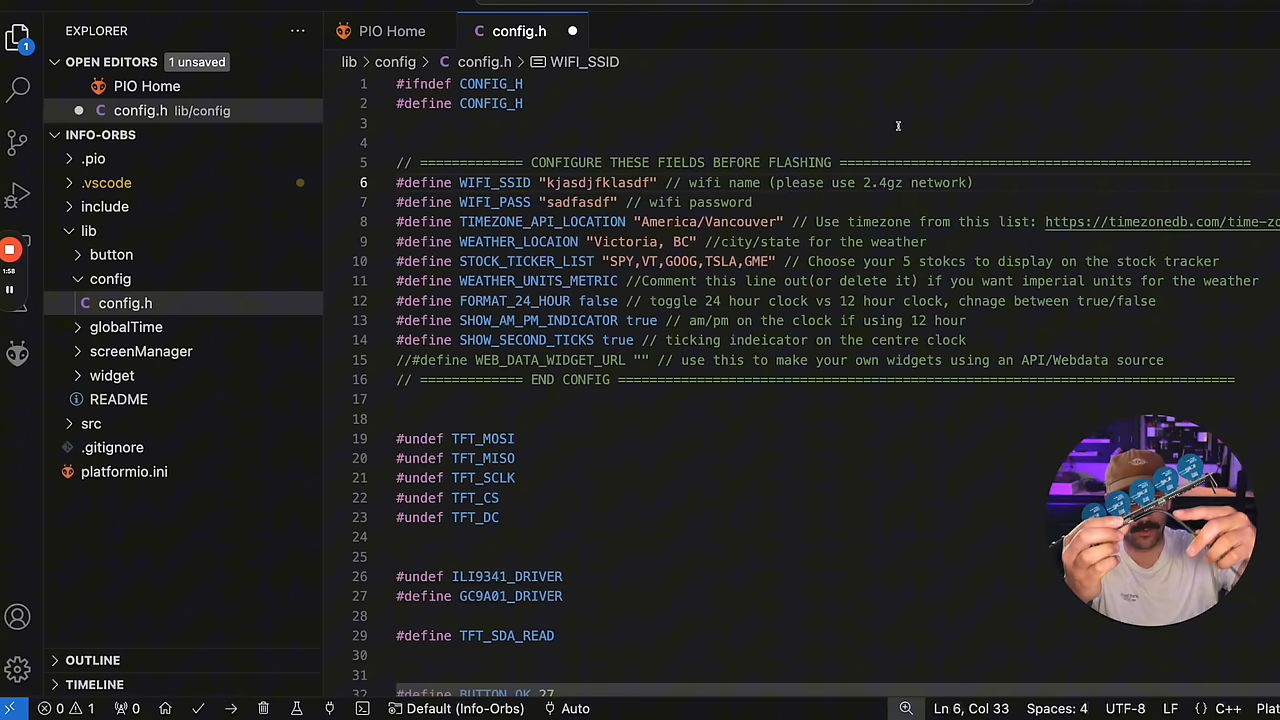 EXPLORER
PIO Home
config.h
OPEN EDITORS 1 unsaved
PIO Home
config.h lib/config
INFO-ORBS
.pio
.vscode
include
lib
button
config
config.h
globalTime
screenManager
widget
README
src
.gitignore
platformio.ini
OUTLINE
TIMELINE
1
1:58
lib > config > C config.h > WIFI_SSID
1 #ifndef CONFIG_H
2 #define CONFIG_H
3
4
5 // ============= CONFIGURE THESE FIELDS BEFORE FLASHING ====================================================
6 #define WIFI_SSID "kjasdjfklasdf" // wifi name (please use 2.4gz network)
7 #define WIFI_PASS "sadfasdf" // wifi password
8 #define TIMEZONE_API_LOCATION "America/Vancouver" // Use timezone from this list: https://timezonedb.com/time-zo
9 #define WEATHER_LOCAION "Victoria, BC" //city/state for the weather
10 #define STOCK_TICKER_LIST "SPY,VT,GOOG,TSLA,GME" // Choose your 5 stokcs to display on the stock tracker
11 #define WEATHER_UNITS_METRIC //Comment this line out(or delete it) if you want imperial units for the weather
12 #define FORMAT_24_HOUR false // toggle 24 hour clock vs 12 hour clock, chnage between true/false
13 #define SHOW_AM_PM_INDICATOR true // am/pm on the clock if using 12 hour
14 #define SHOW_SECOND_TICKS true // ticking indeicator on the centre clock
15 //#define WEB_DATA_WIDGET_URL "" // use this to make your own widgets using an API/Webdata source
16 // ============= END CONFIG ==============================================================================
17
18
19 #undef TFT_MOSI
20 #undef TFT_MISO
21 #undef TFT_SCLK
22 #undef TFT_CS
23 #undef TFT_DC
24
25
26 #undef ILI9341_DRIVER
27 #define GC9A01_DRIVER
28
29 #define TFT_SDA_READ
30
31
32 #define BUTTON_OK 27
0 1 0 Default (Info-Orbs) Auto Ln 6, Col 33 Spaces: 4 UTF-8 LF {} C++ Plat